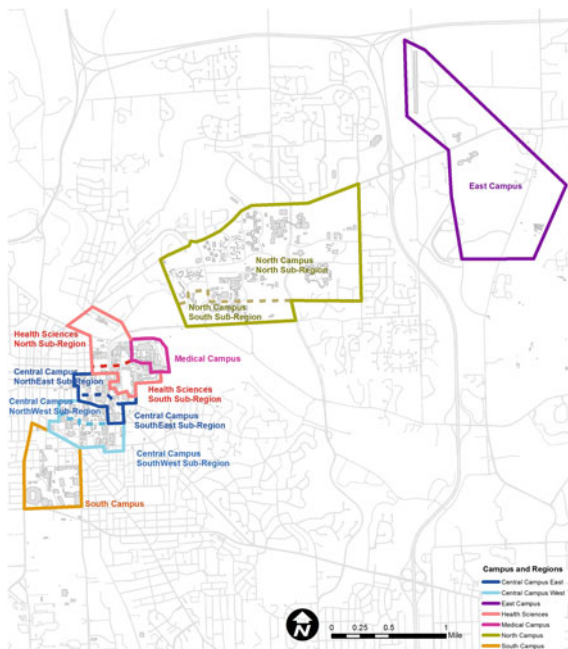 East Campus
North Campus
North Sub-Region
North Campus
South Sub-Region
Health Sciences
North Sub-Region
Medical Campus
Central Campus
NorthEast Sub-Region
Health Sciences
South Sub-Region
Central Campus
NorthWest Sub-Region
Central Campus
SouthEast Sub-Region
Central Campus
SouthWest Sub-Region
South Campus
Campus and Regions
Central Campus East
Central Campus West
East Campus
Health Sciences
Medical Campus
North Campus
South Campus
N
0 0.25 0.5 1
Mile